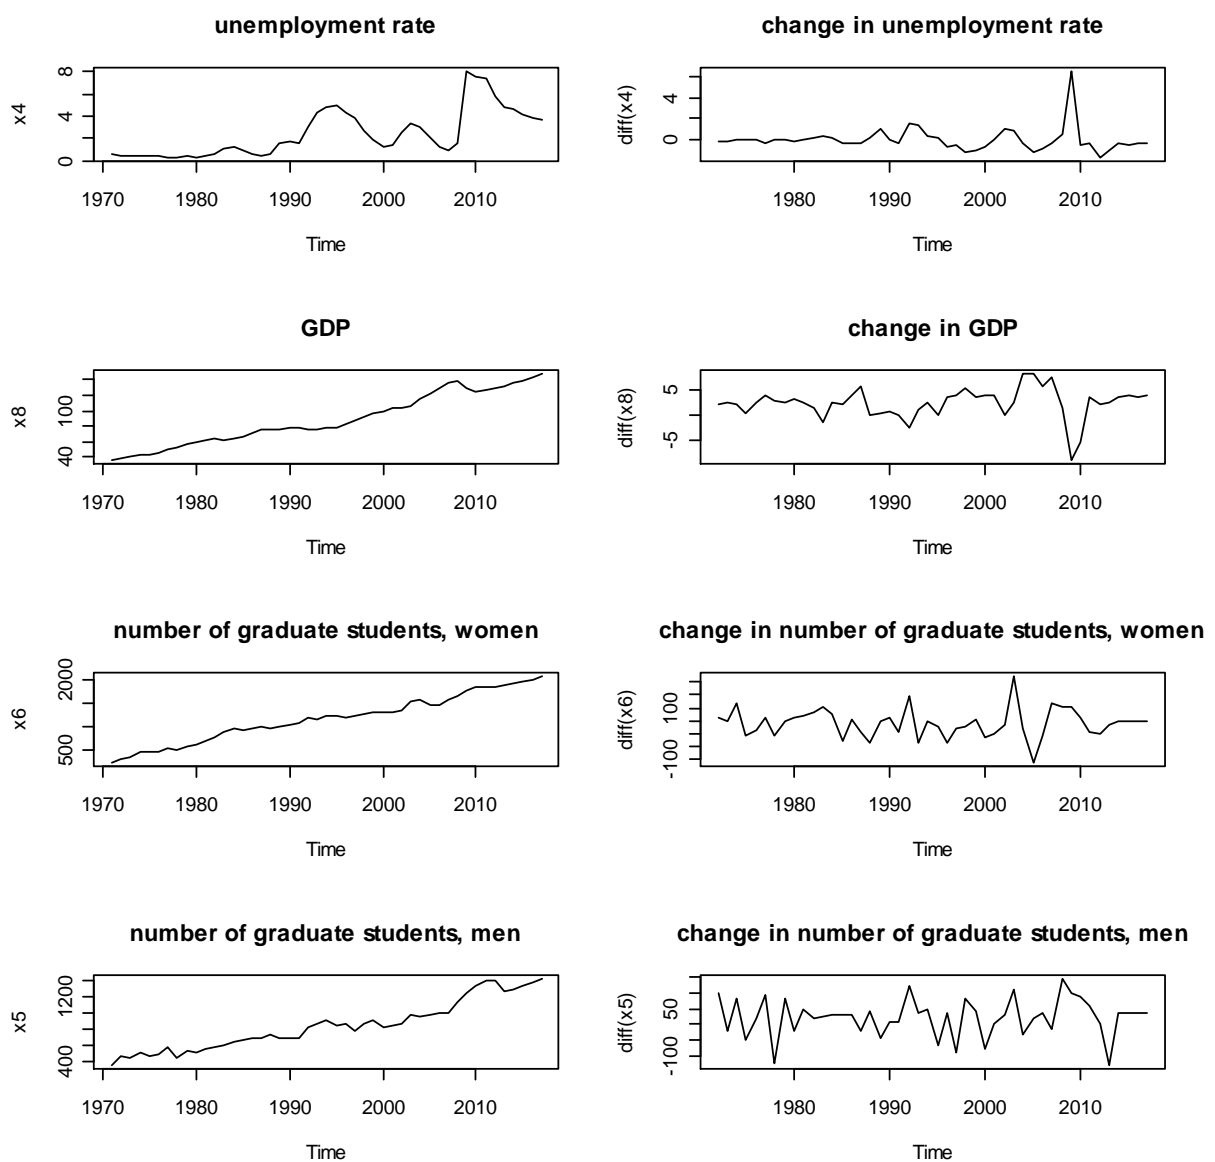 unemployment rate
x4
0 4 8
1970 1980 1990 2000 2010
Time
change in unemployment rate
diff(x4)
0 4
1980 1990 2000 2010
Time
GDP
x8
40 100
1970 1980 1990 2000 2010
Time
change in GDP
diff(x8)
-5 5
1980 1990 2000 2010
Time
number of graduate students, women
x6
500 2000
1970 1980 1990 2000 2010
Time
change in number of graduate students, women
diff(x6)
-100 100
1980 1990 2000 2010
Time
number of graduate students, men
x5
400 1200
1970 1980 1990 2000 2010
Time
change in number of graduate students, men
diff(x5)
-100 50
1980 1990 2000 2010
Time